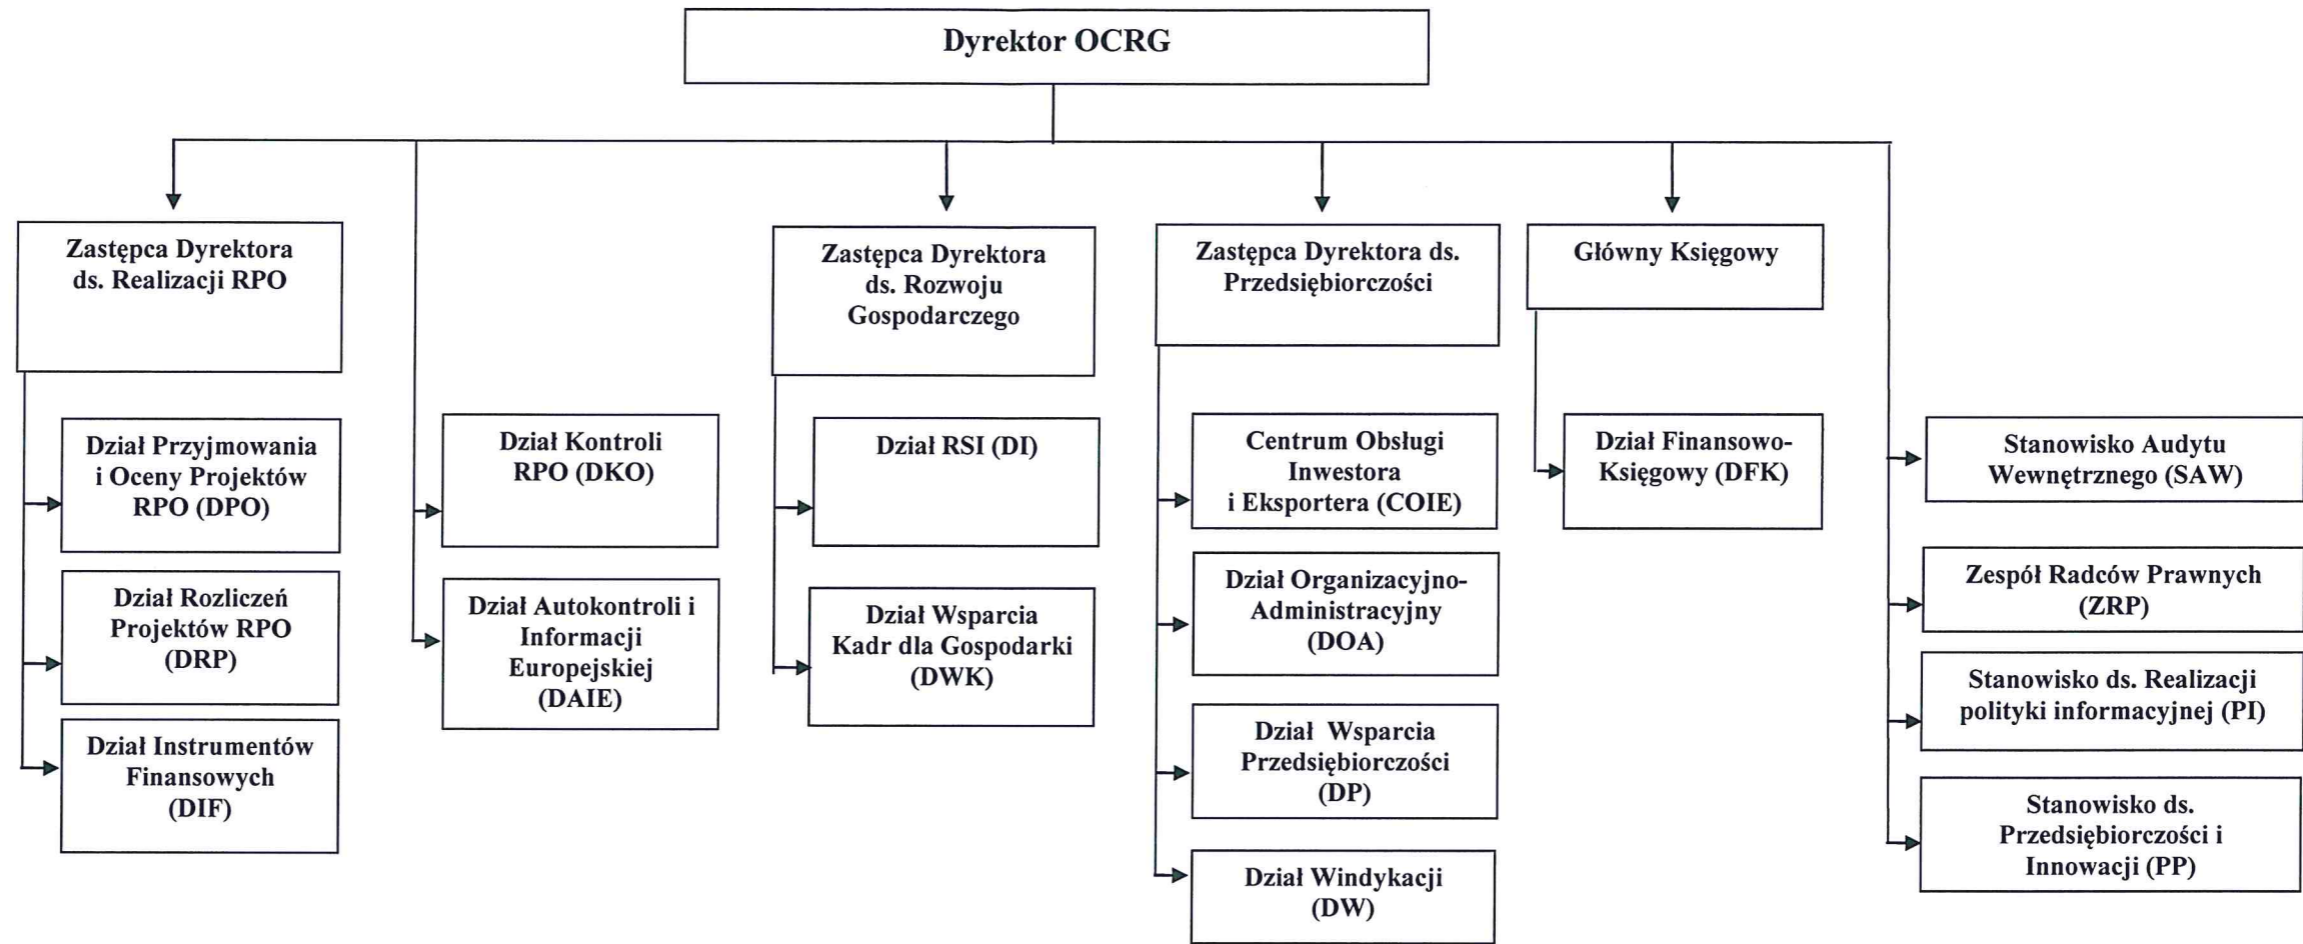 Dyrektor OCRG
Zastępca Dyrektora
ds. Realizacji RPO
Zastępca Dyrektora
ds. Rozwoju
Gospodarczego
Zastępca Dyrektora ds.
Przedsiębiorczości
Główny Księgowy
Dział Przyjmowania
i Oceny Projektów
RPO (DPO)
Dział Rozliczeń
Projektów RPO
(DRP)
Dział Instrumentów
Finansowych
(DIF)
Dział Kontroli
RPO (DKO)
Dział Autokontroli i
Informacji
Europejskiej
(DAIE)
Dział RSI (DI)
Dział Wsparcia
Kadr dla Gospodarki
(DWK)
Centrum Obsługi
Inwestora
i Eksportera (COIE)
Dział Organizacyjno-
Administracyjny
(DOA)
Dział Wsparcia
Przedsiębiorczości
(DP)
Dział Windykacji
(DW)
Dział Finansowo-
Księgowy (DFK)
Stanowisko Audytu
Wewnętrznego (SAW)
Zespół Radców Prawnych
(ZRP)
Stanowisko ds. Realizacji
polityki informacyjnej (PI)
Stanowisko ds.
Przedsiębiorczości i
Innowacji (PP)